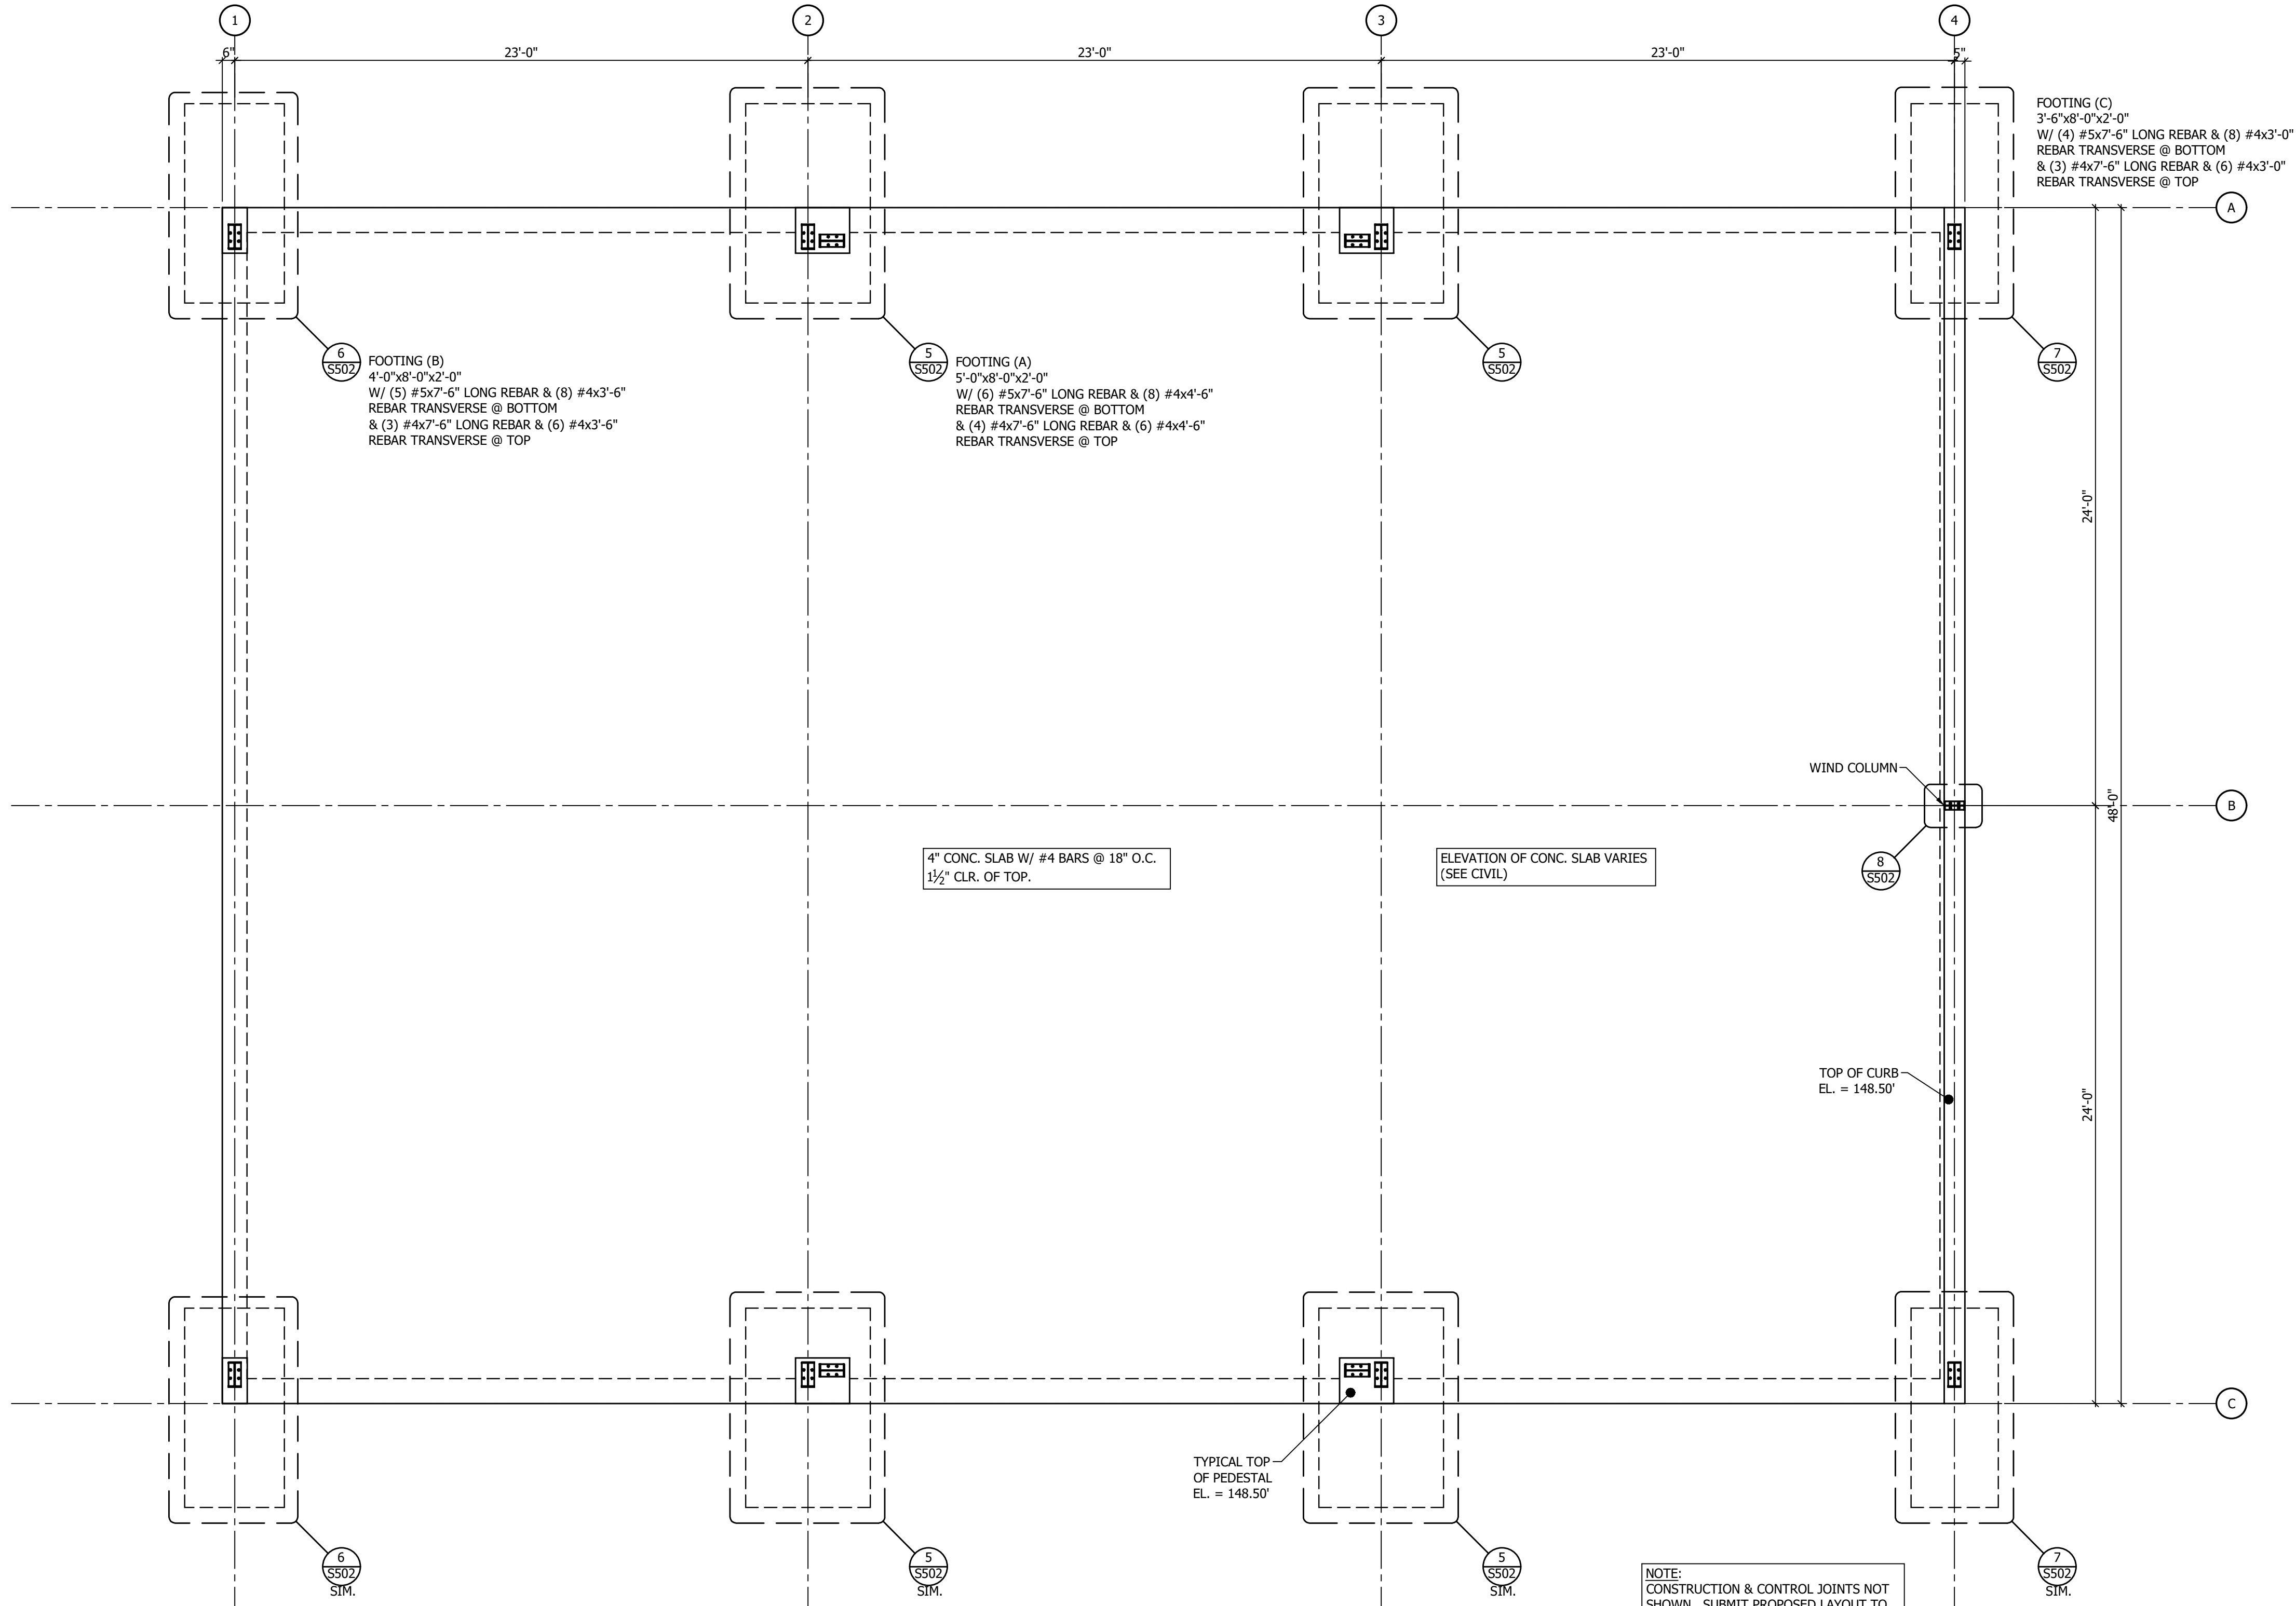 1
2
3
4
6"
23'-0"
23'-0"
23'-0"
5"
FOOTING (C)
3'-6"x8'-0"x2'-0"
W/ (4) #5x7'-6" LONG REBAR & (8) #4x3'-0"
REBAR TRANSVERSE @ BOTTOM
& (3) #4x7'-6" LONG REBAR & (6) #4x3'-0"
REBAR TRANSVERSE @ TOP
A
6
S502
FOOTING (B)
4'-0"x8'-0"x2'-0"
W/ (5) #5x7'-6" LONG REBAR & (8) #4x3'-6"
REBAR TRANSVERSE @ BOTTOM
& (3) #4x7'-6" LONG REBAR & (6) #4x3'-6"
REBAR TRANSVERSE @ TOP
5
S502
FOOTING (A)
5'-0"x8'-0"x2'-0"
W/ (6) #5x7'-6" LONG REBAR & (8) #4x4'-6"
REBAR TRANSVERSE @ BOTTOM
& (4) #4x7'-6" LONG REBAR & (6) #4x4'-6"
REBAR TRANSVERSE @ TOP
5
S502
7
S502
24'-0"
WIND COLUMN
48'-0"
B
4" CONC. SLAB W/ #4 BARS @ 18" O.C.
1½" CLR. OF TOP.
ELEVATION OF CONC. SLAB VARIES
(SEE CIVIL)
8
S502
TOP OF CURB
EL. = 148.50'
24'-0"
C
TYPICAL TOP
OF PEDESTAL
EL. = 148.50'
6
S502
SIM.
5
S502
SIM.
5
S502
SIM.
7
S502
SIM.
NOTE:
CONSTRUCTION & CONTROL JOINTS NOT
SHOWN. SUBMIT PROPOSED LAYOUT TO